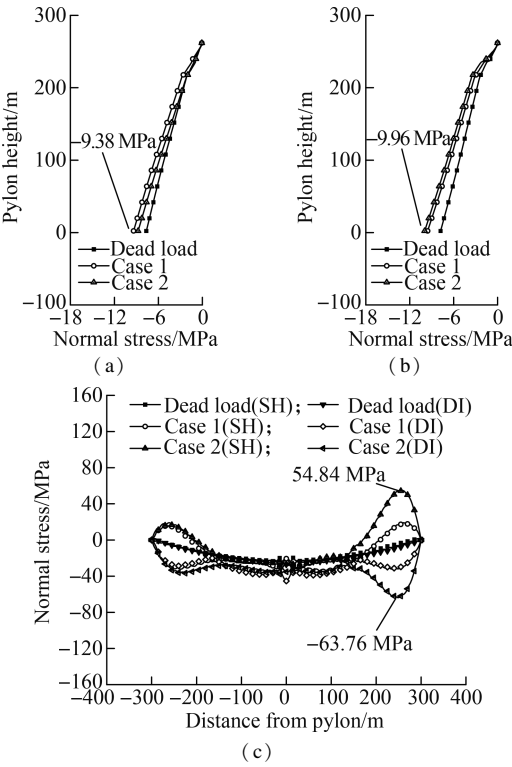 300
200
100
0
−100
−18 −12 −6 0
Pylon height/m
Normal stress/MPa
−9.38 MPa
Dead load
Case 1
Case 2
(a)
300
200
100
0
−100
−18 −12 −6 0
Pylon height/m
Normal stress/MPa
−9.96 MPa
Dead load
Case 1
Case 2
(b)
160
120
80
40
0
−40
−80
−120
−160
−400 −300 −200 −100 0 100 200 300 400
Normal stress/MPa
Distance from pylon/m
Dead load(SH); Dead load(DI)
Case 1(SH); Case 1(DI)
Case 2(SH); Case 2(DI)
54.84 MPa
−63.76 MPa
(c)